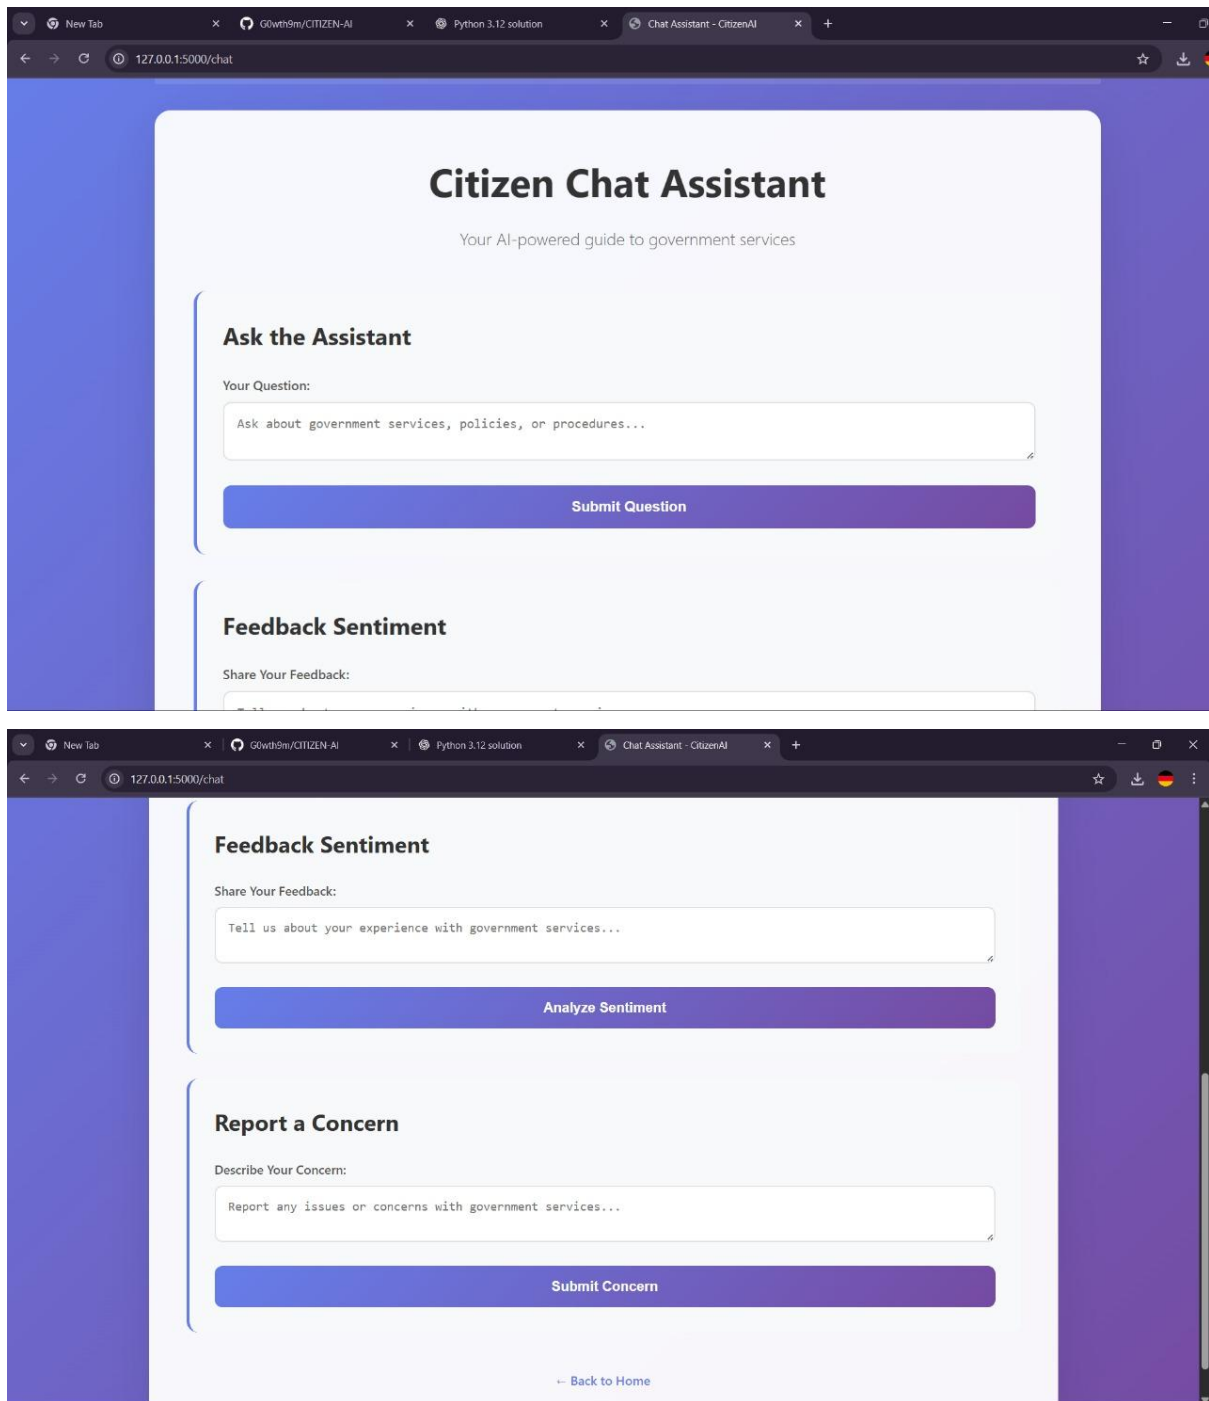 New Tab
G0wth9m/CITIZEN-AI
Python 3.12 solution
Chat Assistant - CitizenAI
127.0.0.1:5000/chat
Citizen Chat Assistant
Your AI-powered guide to government services
Ask the Assistant
Your Question:
Ask about government services, policies, or procedures...
Submit Question
Feedback Sentiment
Share Your Feedback:
New Tab
G0wth9m/CITIZEN-AI
Python 3.12 solution
Chat Assistant - CitizenAI
127.0.0.1:5000/chat
Feedback Sentiment
Share Your Feedback:
Tell us about your experience with government services...
Analyze Sentiment
Report a Concern
Describe Your Concern:
Report any issues or concerns with government services...
Submit Concern
← Back to Home